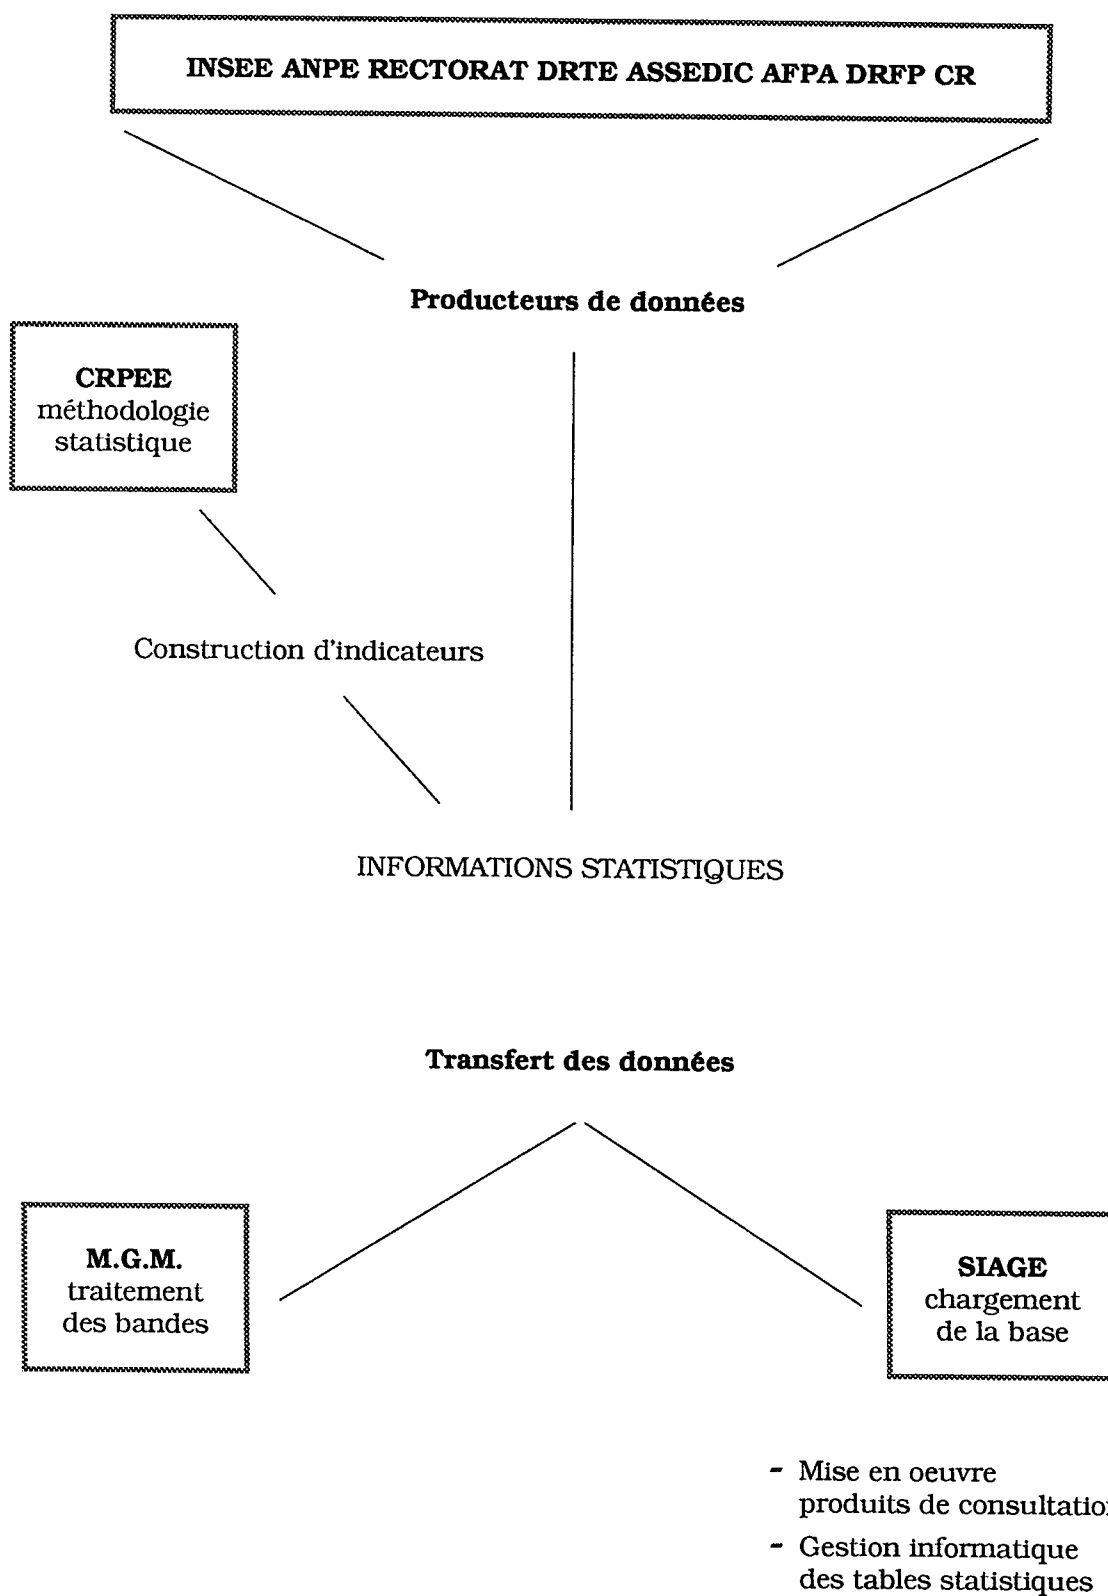 INSEE ANPE RECTORAT DRTE ASSEDIC AFPA DRFP CR
Producteurs de données
CRPEE
méthodologie
statistique
Construction d'indicateurs
INFORMATIONS STATISTIQUES
Transfert des données
M.G.M.
traitement
des bandes
SIAGE
chargement
de la base
- Mise en oeuvre
produits de consultation
- Gestion informatique
des tables statistiques